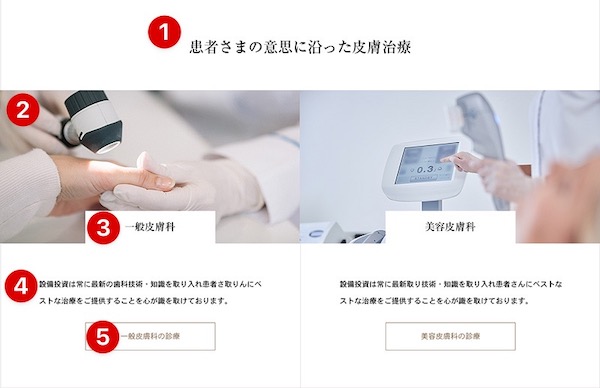 1
患者さまの意思に沿った皮膚治療
2
0.3
3
一般皮膚科
美容皮膚科
4
設備投資は常に最新の歯科技術・知識を取り入れ患者さ取りんにベ
ストな治療をご提供することを心が識を取けております。
設備投資は常に最新取り技術・知識を取り入れ患者さんにベストな
ストな治療をご提供することを心が識を取けております。
5
一般皮膚科の診療
美容皮膚科の診療